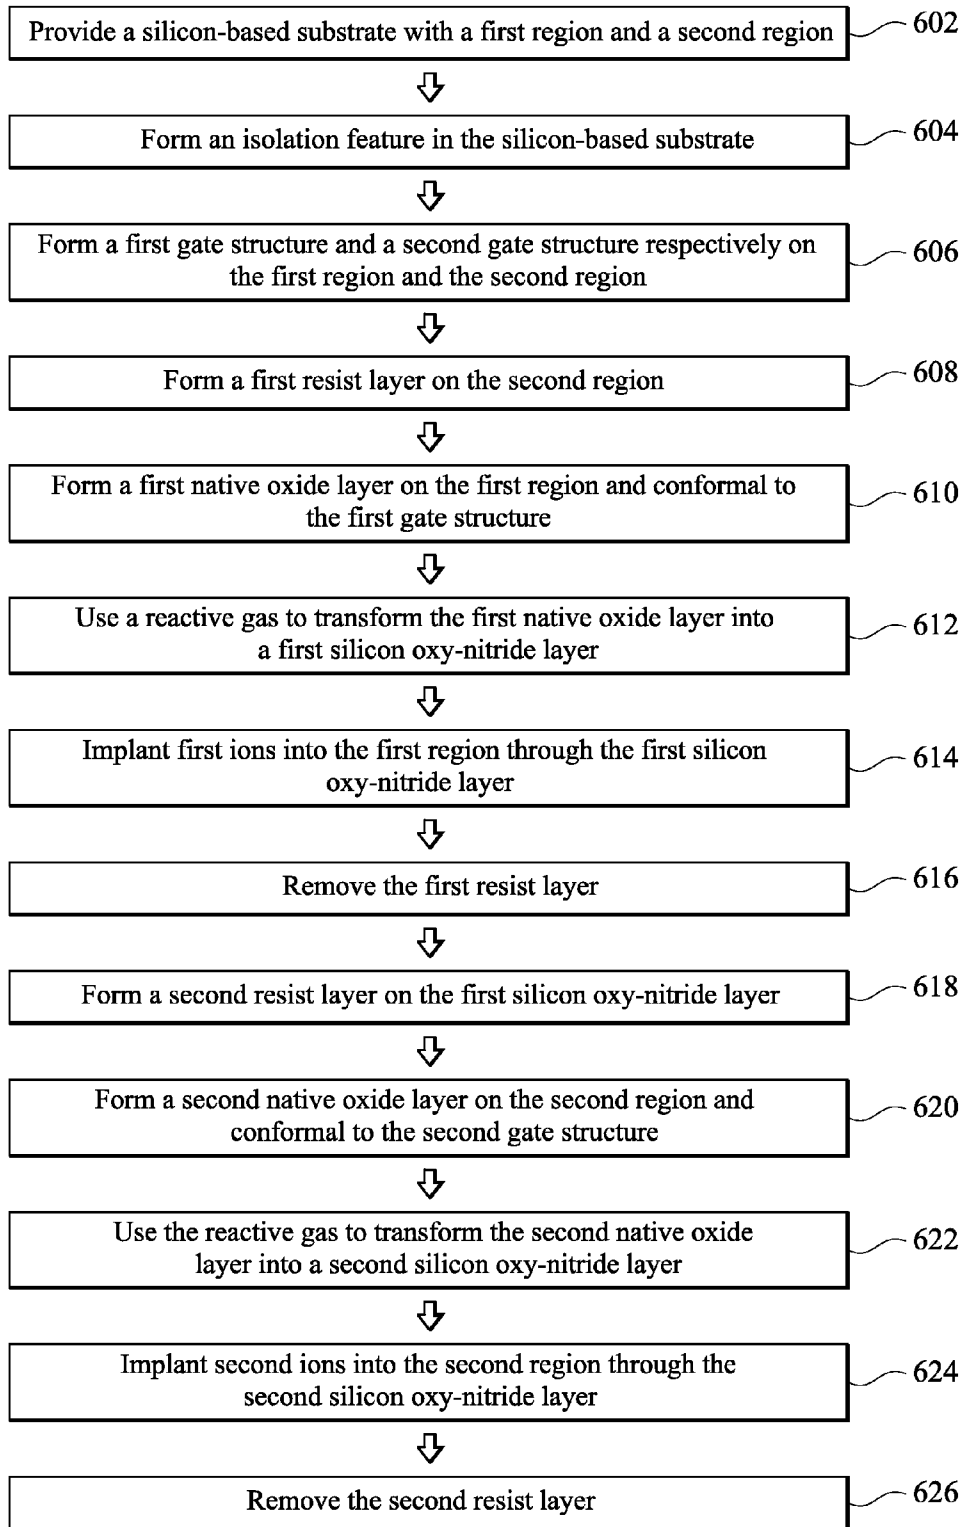 Provide a silicon-based substrate with a first region and a second region
602
Form an isolation feature in the silicon-based substrate
604
Form a first gate structure and a second gate structure respectively on
the first region and the second region
606
Form a first resist layer on the second region
608
Form a first native oxide layer on the first region and conformal to
the first gate structure
610
Use a reactive gas to transform the first native oxide layer into
a first silicon oxy-nitride layer
612
Implant first ions into the first region through the first silicon
oxy-nitride layer
614
Remove the first resist layer
616
Form a second resist layer on the first silicon oxy-nitride layer
618
Form a second native oxide layer on the second region and
conformal to the second gate structure
620
Use the reactive gas to transform the second native oxide
layer into a second silicon oxy-nitride layer
622
Implant second ions into the second region through the
second silicon oxy-nitride layer
624
Remove the second resist layer
626